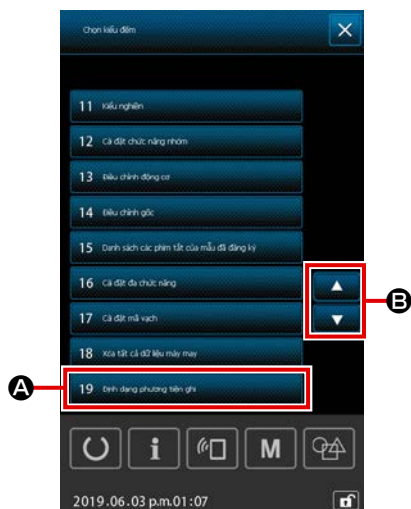 Chọn kiểu đếm
11 Kiểu nghiền
12 Cài đặt chức năng nhóm
13 Điều chỉnh động cơ
14 Điều chỉnh gốc
15 Danh sách các phím tắt của mẫu đã đăng ký
16 Cài đặt đa chức năng
17 Cài đặt mã vạch
18 Xóa tất cả dữ liệu máy may
19 Định dạng phương tiện ghi
A
B
M
2019.06.03 p.m.01:07